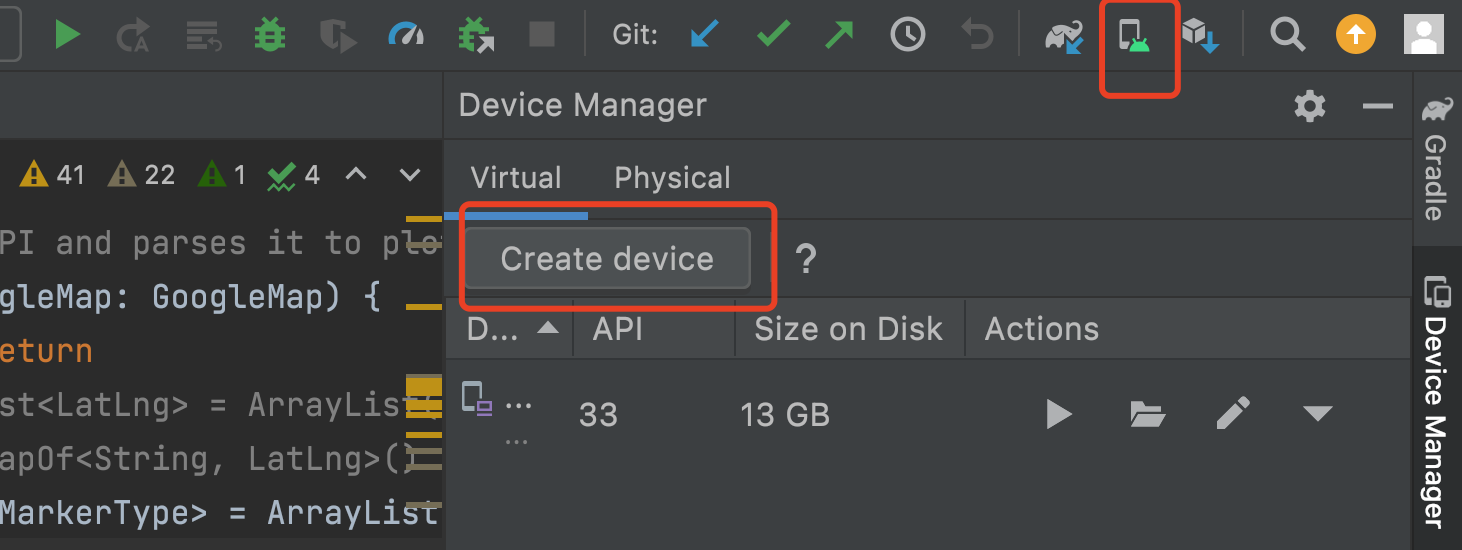 Git:
Device Manager
41 22 1 4
Virtual Physical
Create device ?
D... API Size on Disk Actions
... 33 13 GB
...
PI and parses it to plo
gleMap: GoogleMap) {
eturn
st<LatLng> = ArrayList(
apOf<String, LatLng>()
MarkerType> = ArrayList
Gradle
Device Manager